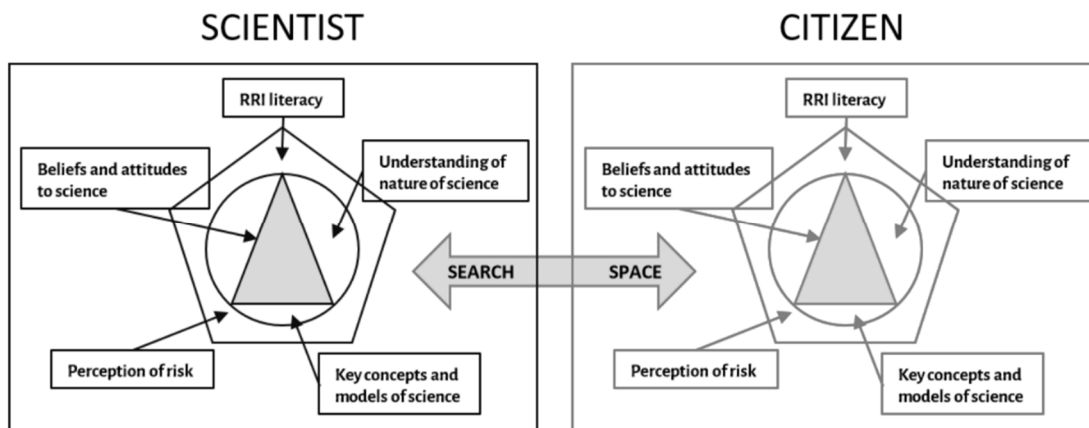 SCIENTIST
CITIZEN
RRI literacy
Beliefs and attitudes
to science
Understanding of
nature of science
Perception of risk
Key concepts and
models of science
SEARCH
SPACE
RRI literacy
Beliefs and attitudes
to science
Understanding of
nature of science
Perception of risk
Key concepts and
models of science